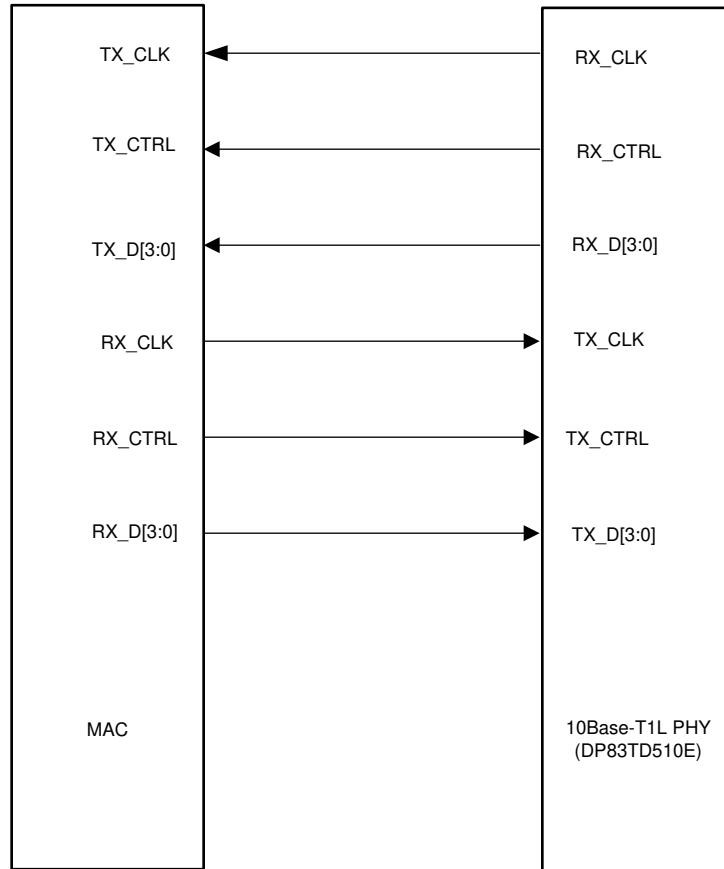 TX_CLK
RX_CLK
TX_CTRL
RX_CTRL
TX_D[3:0]
RX_D[3:0]
RX_CLK
TX_CLK
RX_CTRL
TX_CTRL
RX_D[3:0]
TX_D[3:0]
MAC
10Base-T1L PHY
(DP83TD510E)